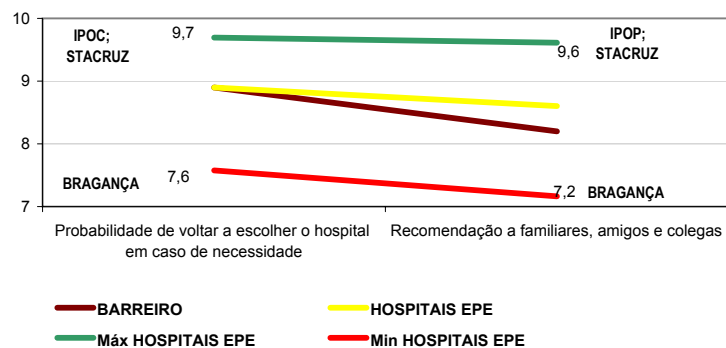 10
IPOC;
STACRUZ
9,7
IPOP;
STACRUZ
9,6
9
8
BRAGANÇA
7,6
7,2
BRAGANÇA
7
Probabilidade de voltar a escolher o hospital
em caso de necessidade
Recomendação a familiares, amigos e colegas
BARREIRO
HOSPITAIS EPE
Máx HOSPITAIS EPE
Min HOSPITAIS EPE